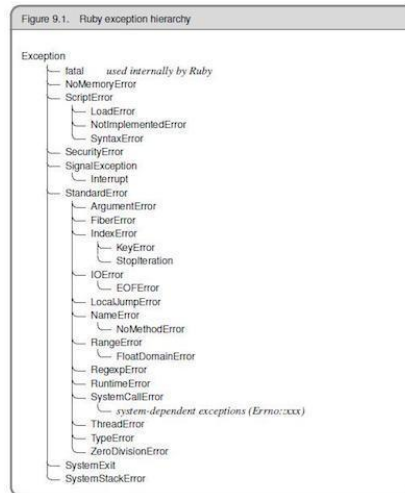 Figure 9.1. Ruby exception hierarchy
Exception
fatal used internally by Ruby
NoMemoryError
ScriptError
LoadError
NotImplementedError
SyntaxError
SecurityError
SignalException
Interrupt
StandardError
ArgumentError
FiberError
IndexError
KeyError
StopIteration
IOError
EOFError
LocalJumpError
NameError
NoMethodError
RangeError
FloatDomainError
RegexpError
RuntimeError
SystemCallError
system-dependent exceptions (Errno::xxx)
ThreadError
TypeError
ZeroDivisionError
SystemExit
SystemStackError